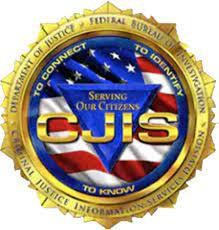 DEPARTMENT OF JUSTICE ★ FEDERAL BUREAU OF INVESTIGATION
TO CONNECT
TO IDENTIFY
SERVING
OUR CITIZENS
CJIS
TO KNOW
CRIMINAL JUSTICE INFORMATION SERVICES DIVISION